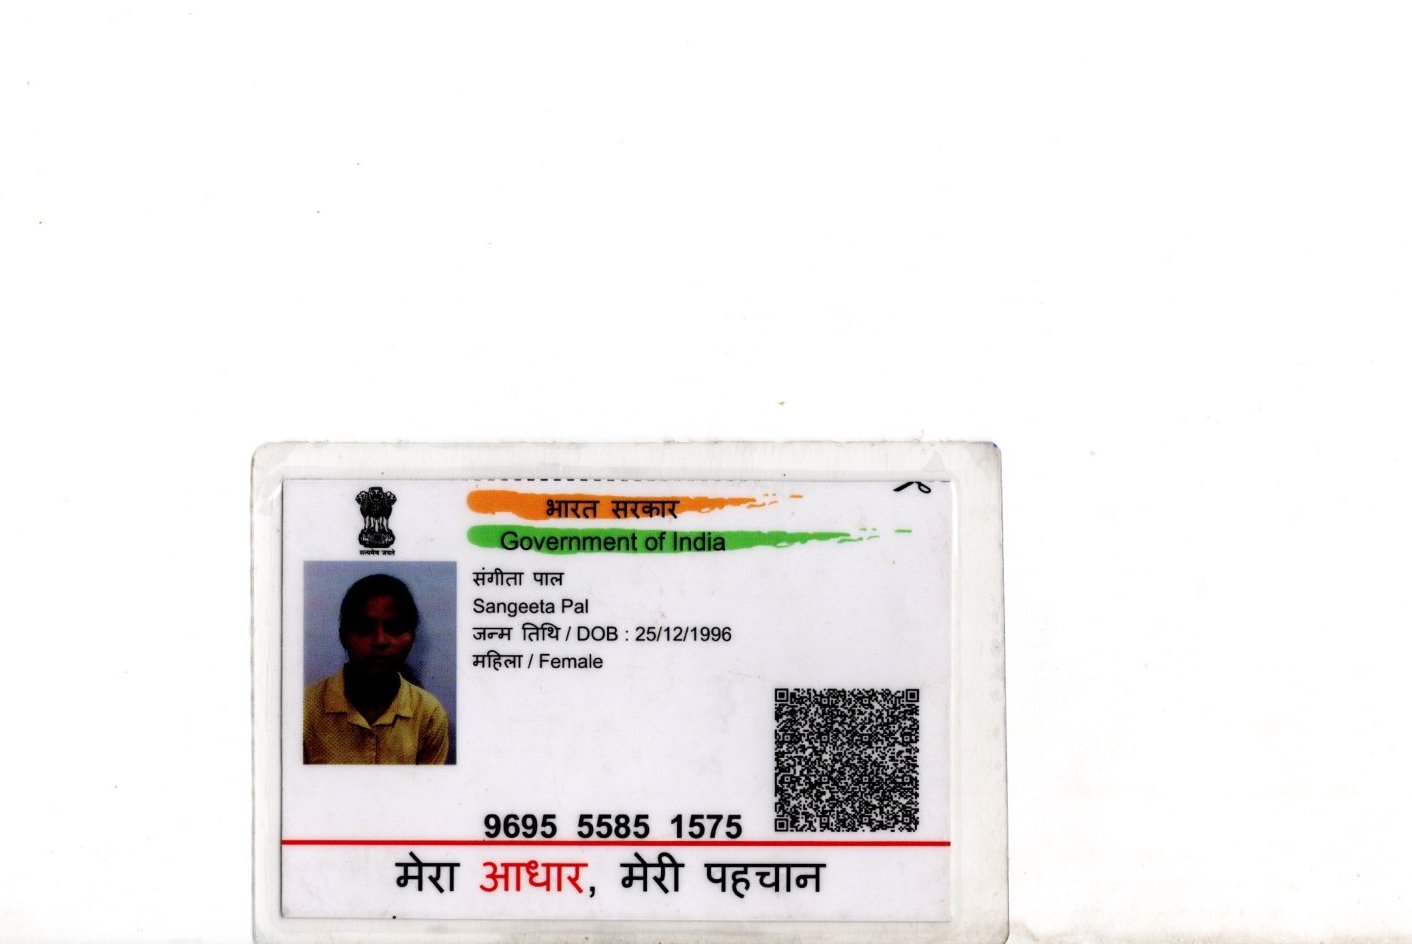 भारत सरकार
Government of India
सत्यमेव जयते
संगीता पाल
Sangeeta Pal
जन्म तिथि / DOB : 25/12/1996
महिला / Female
9695 5585 1575
मेरा आधार, मेरी पहचान